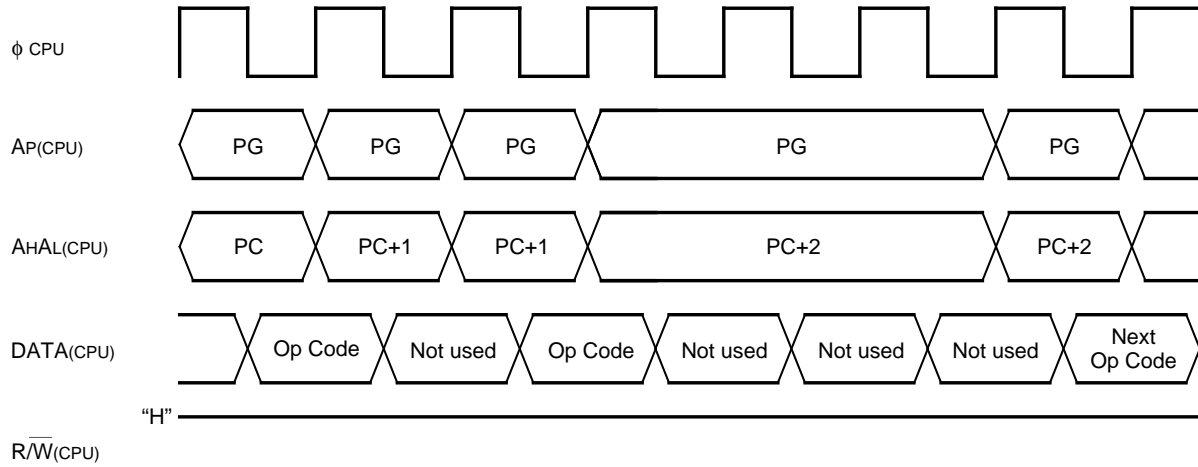 ϕ CPU
AP(CPU) PG PG PG PG PG
AHAL(CPU) PC PC+1 PC+1 PC+2 PC+2
DATA(CPU) Op Code Not used Op Code Not used Not used Not used Next Op Code
“H”
R/W̅(CPU)